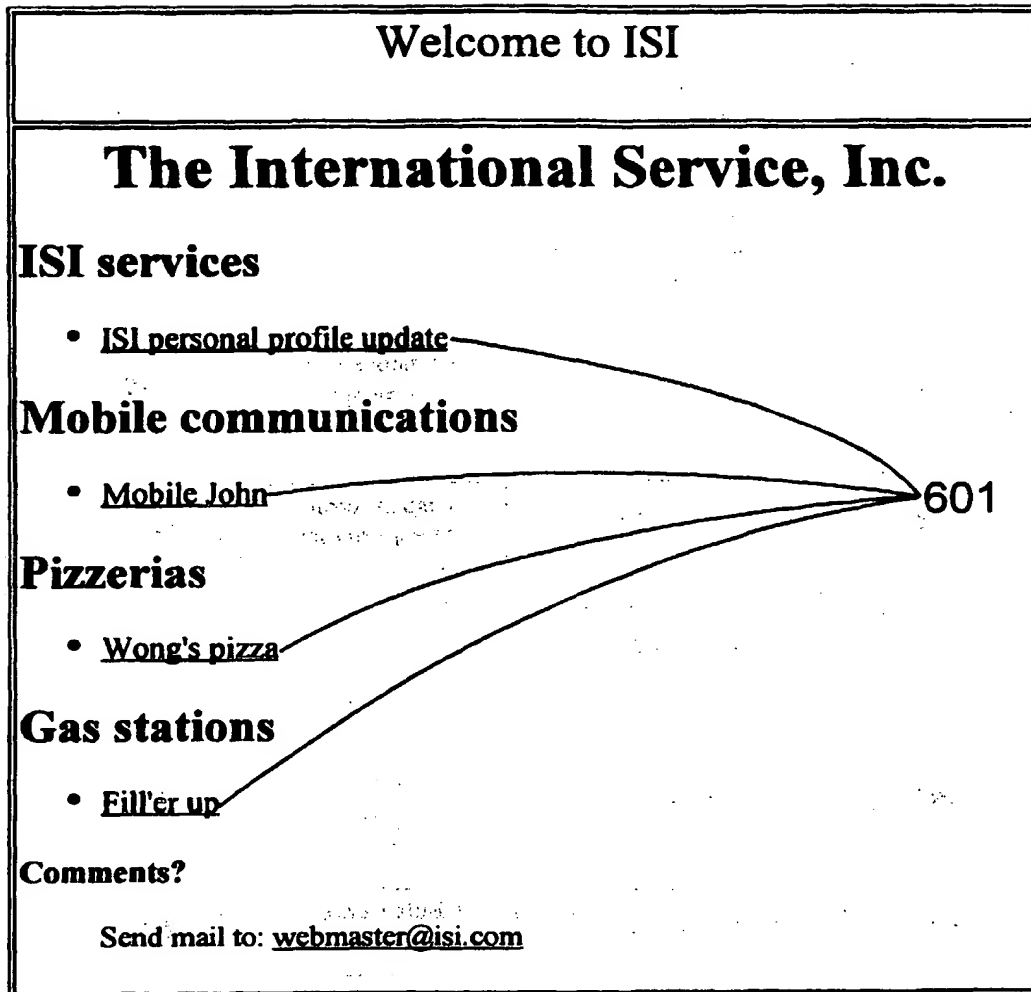 Welcome to ISI
The International Service, Inc.
ISI services
• ISI personal profile update
Mobile communications
• Mobile John
601
Pizzerias
• Wong's pizza
Gas stations
• Fill'er up
Comments?
Send mail to: webmaster@isi.com